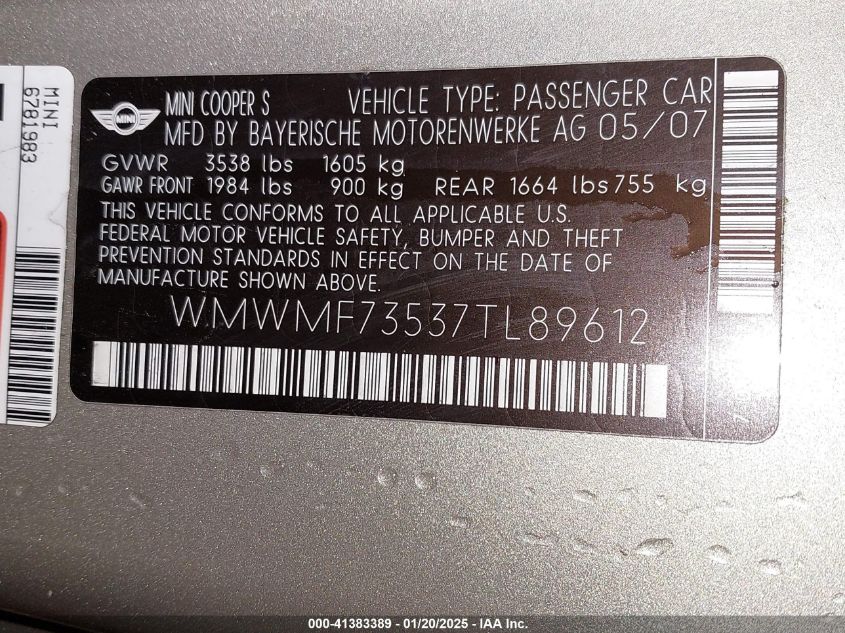 MINI
6781983
MINI
MINI COOPER S VEHICLE TYPE: PASSENGER CAR
MFD BY BAYERISCHE MOTORENWERKE AG 05/07
GVWR 3538 lbs 1605 kg
GAWR FRONT 1984 lbs 900 kg REAR 1664 lbs 755 kg
THIS VEHICLE CONFORMS TO ALL APPLICABLE U.S.
FEDERAL MOTOR VEHICLE SAFETY, BUMPER AND THEFT
PREVENTION STANDARDS IN EFFECT ON THE DATE OF
MANUFACTURE SHOWN ABOVE.
WMWMF73537TL89612
000-41383389 - 01/20/2025 - IAA Inc.